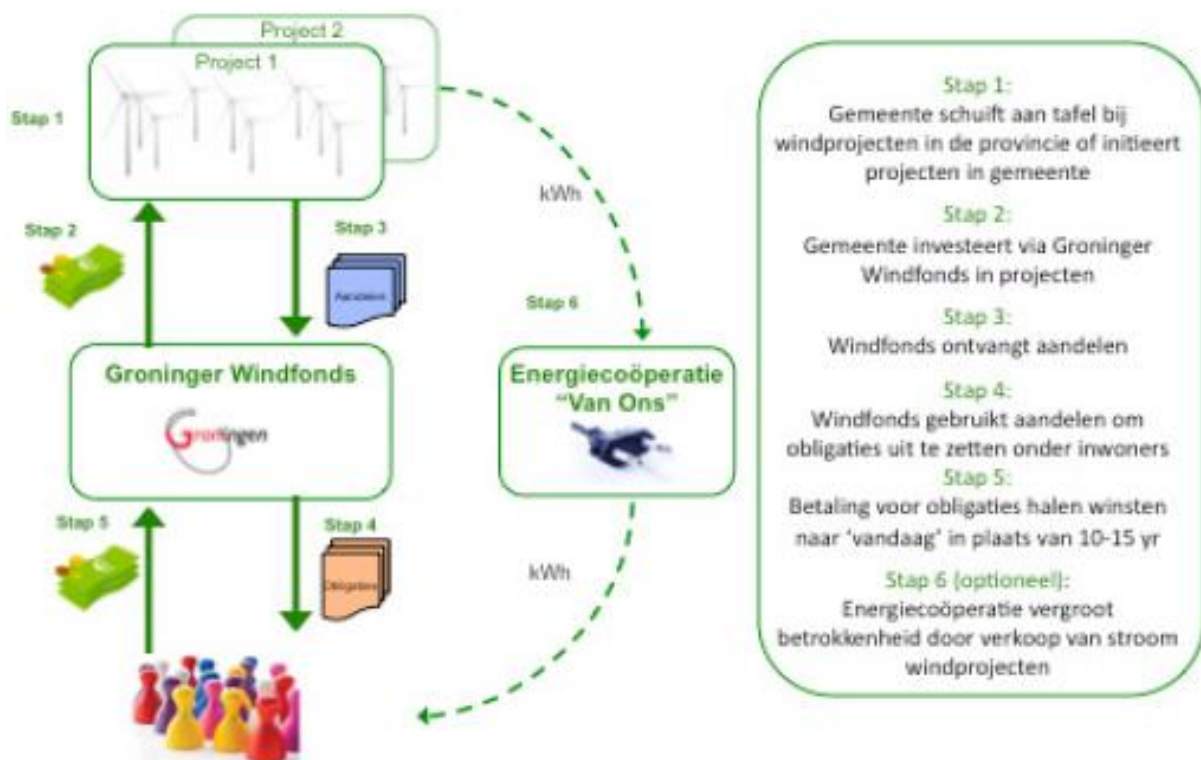 Project 2
Project 1
Stap 1
kWh
Stap 2
Stap 3
Aandelen
Stap 6
Groninger Windfonds
Groningen
Energiecoöperatie
“Van Ons”
Stap 5
Stap 4
Obligaties
kWh
Stap 1:
Gemeente schuift aan tafel bij
windprojecten in de provincie of initieert
projecten in gemeente
Stap 2:
Gemeente investeert via Groninger
Windfonds in projecten
Stap 3:
Windfonds ontvangt aandelen
Stap 4:
Windfonds gebruikt aandelen om
obligaties uit te zetten onder inwoners
Stap 5:
Betaling voor obligaties halen winsten
naar ‘vandaag’ in plaats van 10-15 yr
Stap 6 (optioneel):
Energiecoöperatie vergroot
betrokkenheid door verkoop van stroom
windprojecten